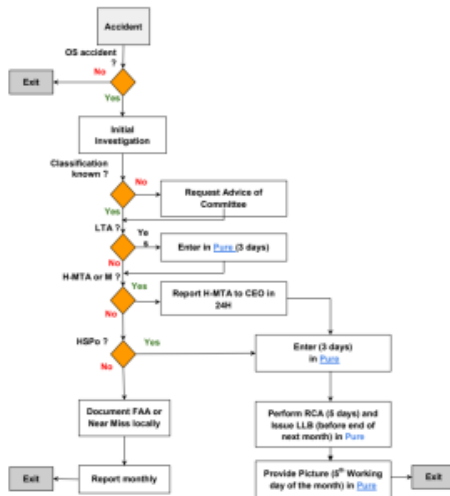 Accident
OS accident
?
No
Exit
Yes
Initial
Investigation
Classification
known ?
No
Request Advice of
Committee
Yes
LTA ?
Ye
s
Enter in Pure (3 days)
No
H-MTA or M ?
Yes
Report H-MTA to CEO in
24H
No
HSPo ?
Yes
Enter (3 days)
in Pure
No
Document FAA or
Near Miss locally
Perform RCA (5 days) and
Issue LLB (before end of
next month) in Pure
Exit
Report monthly
Provide Picture (5th Working
day of the month) in Pure
Exit